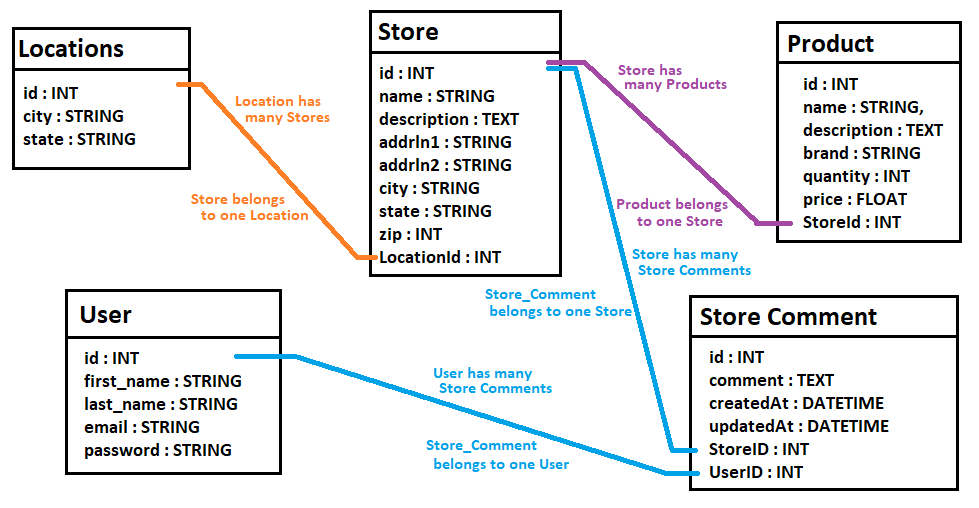 Locations
id : INT
city : STRING
state : STRING
Location has
many Stores
Store belongs
to one Location
Store
id : INT
name : STRING
description : TEXT
addrln1 : STRING
addrln2 : STRING
city : STRING
state : STRING
zip : INT
LocationId : INT
Store has
many Products
Product belongs
to one Store
Product
id : INT
name : STRING,
description : TEXT
brand : STRING
quantity : INT
price : FLOAT
StoreId : INT
Store has many
Store Comments
Store_Comment
belongs to one Store
User
id : INT
first_name : STRING
last_name : STRING
email : STRING
password : STRING
User has many
Store Comments
Store_Comment
belongs to one User
Store Comment
id : INT
comment : TEXT
createdAt : DATETIME
updatedAt : DATETIME
StoreID : INT
UserID : INT